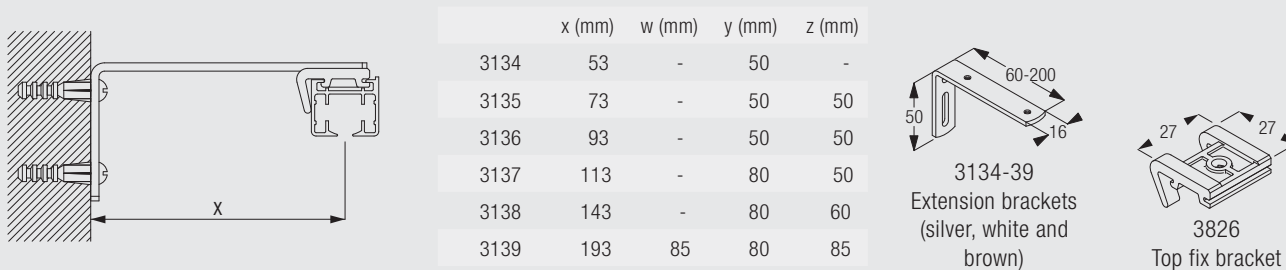 X
x (mm) w (mm) y (mm) z (mm)
3134 53 - 50 -
3135 73 - 50 50
3136 93 - 50 50
3137 113 - 80 50
3138 143 - 80 60
3139 193 85 80 85
60-200
50
16
3134-39
Extension brackets
(silver, white and
brown)
27 27
3826
Top fix bracket